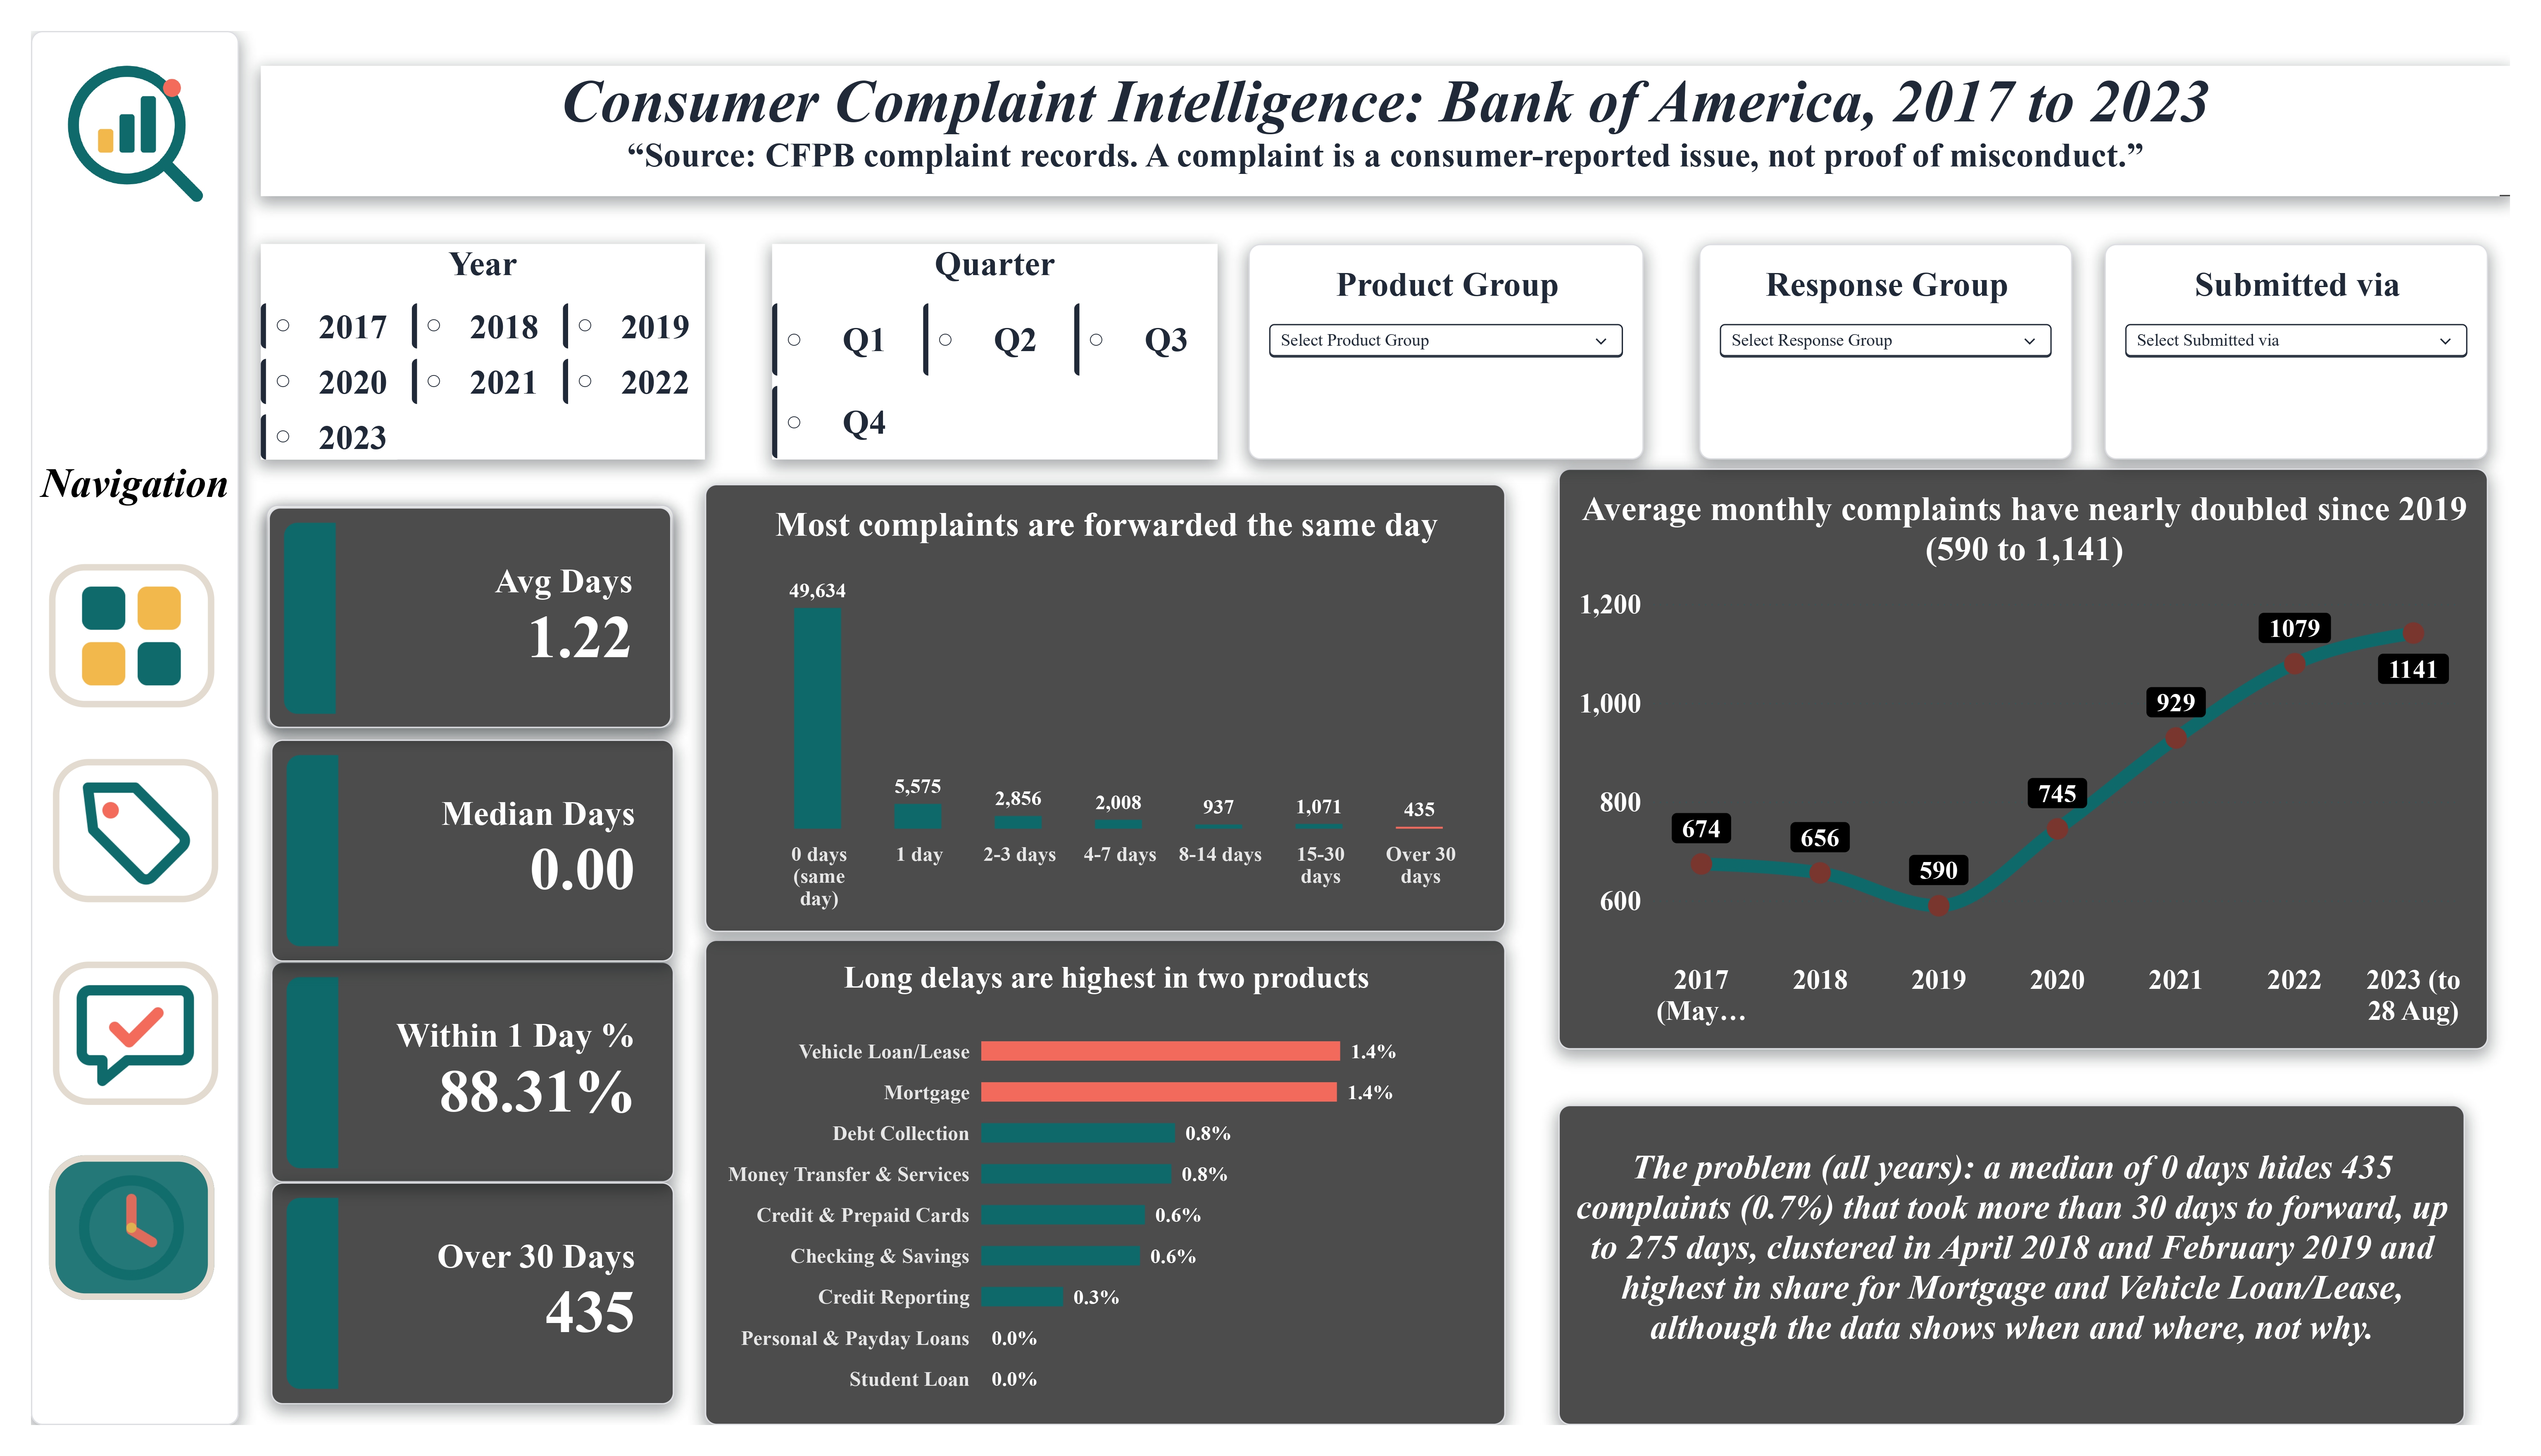 Consumer Complaint Intelligence: Bank of America, 2017 to 2023
“Source: CFPB complaint records. A complaint is a consumer-reported issue, not proof of misconduct.”
Year
2017
2018
2019
2020
2021
2022
2023
Quarter
Q1
Q2
Q3
Q4
Product Group
Select Product Group
Response Group
Select Response Group
Submitted via
Select Submitted via
Navigation
Avg Days
1.22
Median Days
0.00
Within 1 Day %
88.31%
Over 30 Days
435
Most complaints are forwarded the same day
49,634
5,575
2,856
2,008
937
1,071
435
0 days
(same
day)
1 day
2-3 days
4-7 days
8-14 days
15-30
days
Over 30
days
Long delays are highest in two products
Vehicle Loan/Lease 1.4%
Mortgage 1.4%
Debt Collection 0.8%
Money Transfer & Services 0.8%
Credit & Prepaid Cards 0.6%
Checking & Savings 0.6%
Credit Reporting 0.3%
Personal & Payday Loans 0.0%
Student Loan 0.0%
Average monthly complaints have nearly doubled since 2019
(590 to 1,141)
1,200
1,000
800
600
674
656
590
745
929
1079
1141
2017
(May…
2018
2019
2020
2021
2022
2023 (to
28 Aug)
The problem (all years): a median of 0 days hides 435
complaints (0.7%) that took more than 30 days to forward, up
to 275 days, clustered in April 2018 and February 2019 and
highest in share for Mortgage and Vehicle Loan/Lease,
although the data shows when and where, not why.